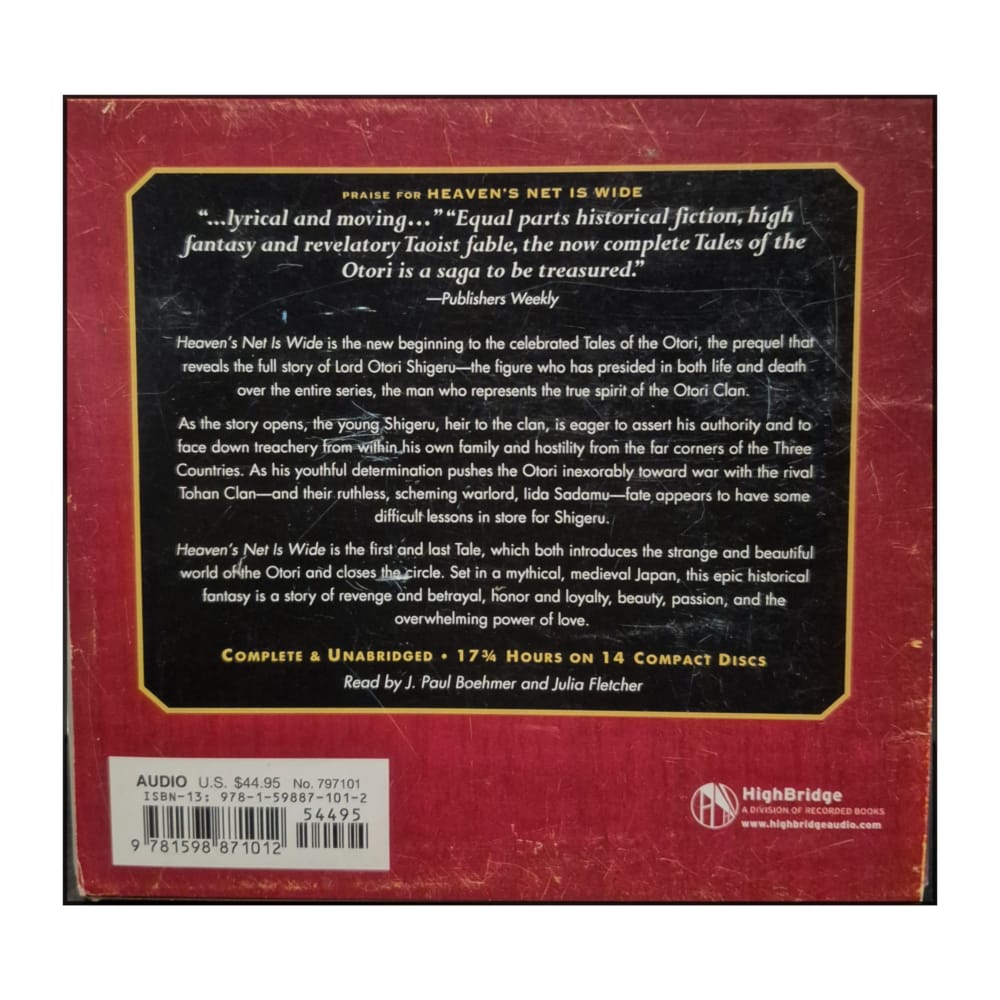 PRAISE FOR HEAVEN'S NET IS WIDE
“...lyrical and moving...” “Equal parts historical fiction, high
fantasy and revelatory Taoist fable, the now complete Tales of the
Otori is a saga to be treasured.”
—Publishers Weekly
Heaven's Net Is Wide is the new beginning to the celebrated Tales of the Otori, the prequel that
reveals the full story of Lord Otori Shigeru—the figure who has presided in both life and death
over the entire series, the man who represents the true spirit of the Otori Clan.
As the story opens, the young Shigeru, heir to the clan, is eager to assert his authority and to
face down treachery from within his own family and hostility from the far corners of the Three
Countries. As his youthful determination pushes the Otori inexorably toward war with the rival
Tohan Clan—and their ruthless, scheming warlord, Iida Sadamu—fate appears to have some
difficult lessons in store for Shigeru.
Heaven's Net Is Wide is the first and last Tale, which both introduces the strange and beautiful
world of the Otori and closes the circle. Set in a mythical, medieval Japan, this epic historical
fantasy is a story of revenge and betrayal, honor and loyalty, beauty, passion, and the
overwhelming power of love.
COMPLETE & UNABRIDGED • 17¾ HOURS ON 14 COMPACT DISCS
Read by J. Paul Boehmer and Julia Fletcher
AUDIO U.S. $44.95 No. 797101
ISBN-13: 978-1-59887-101-2
54495
9 781598 871012
HighBridge
A DIVISION OF RECORDED BOOKS
www.highbridgeaudio.com